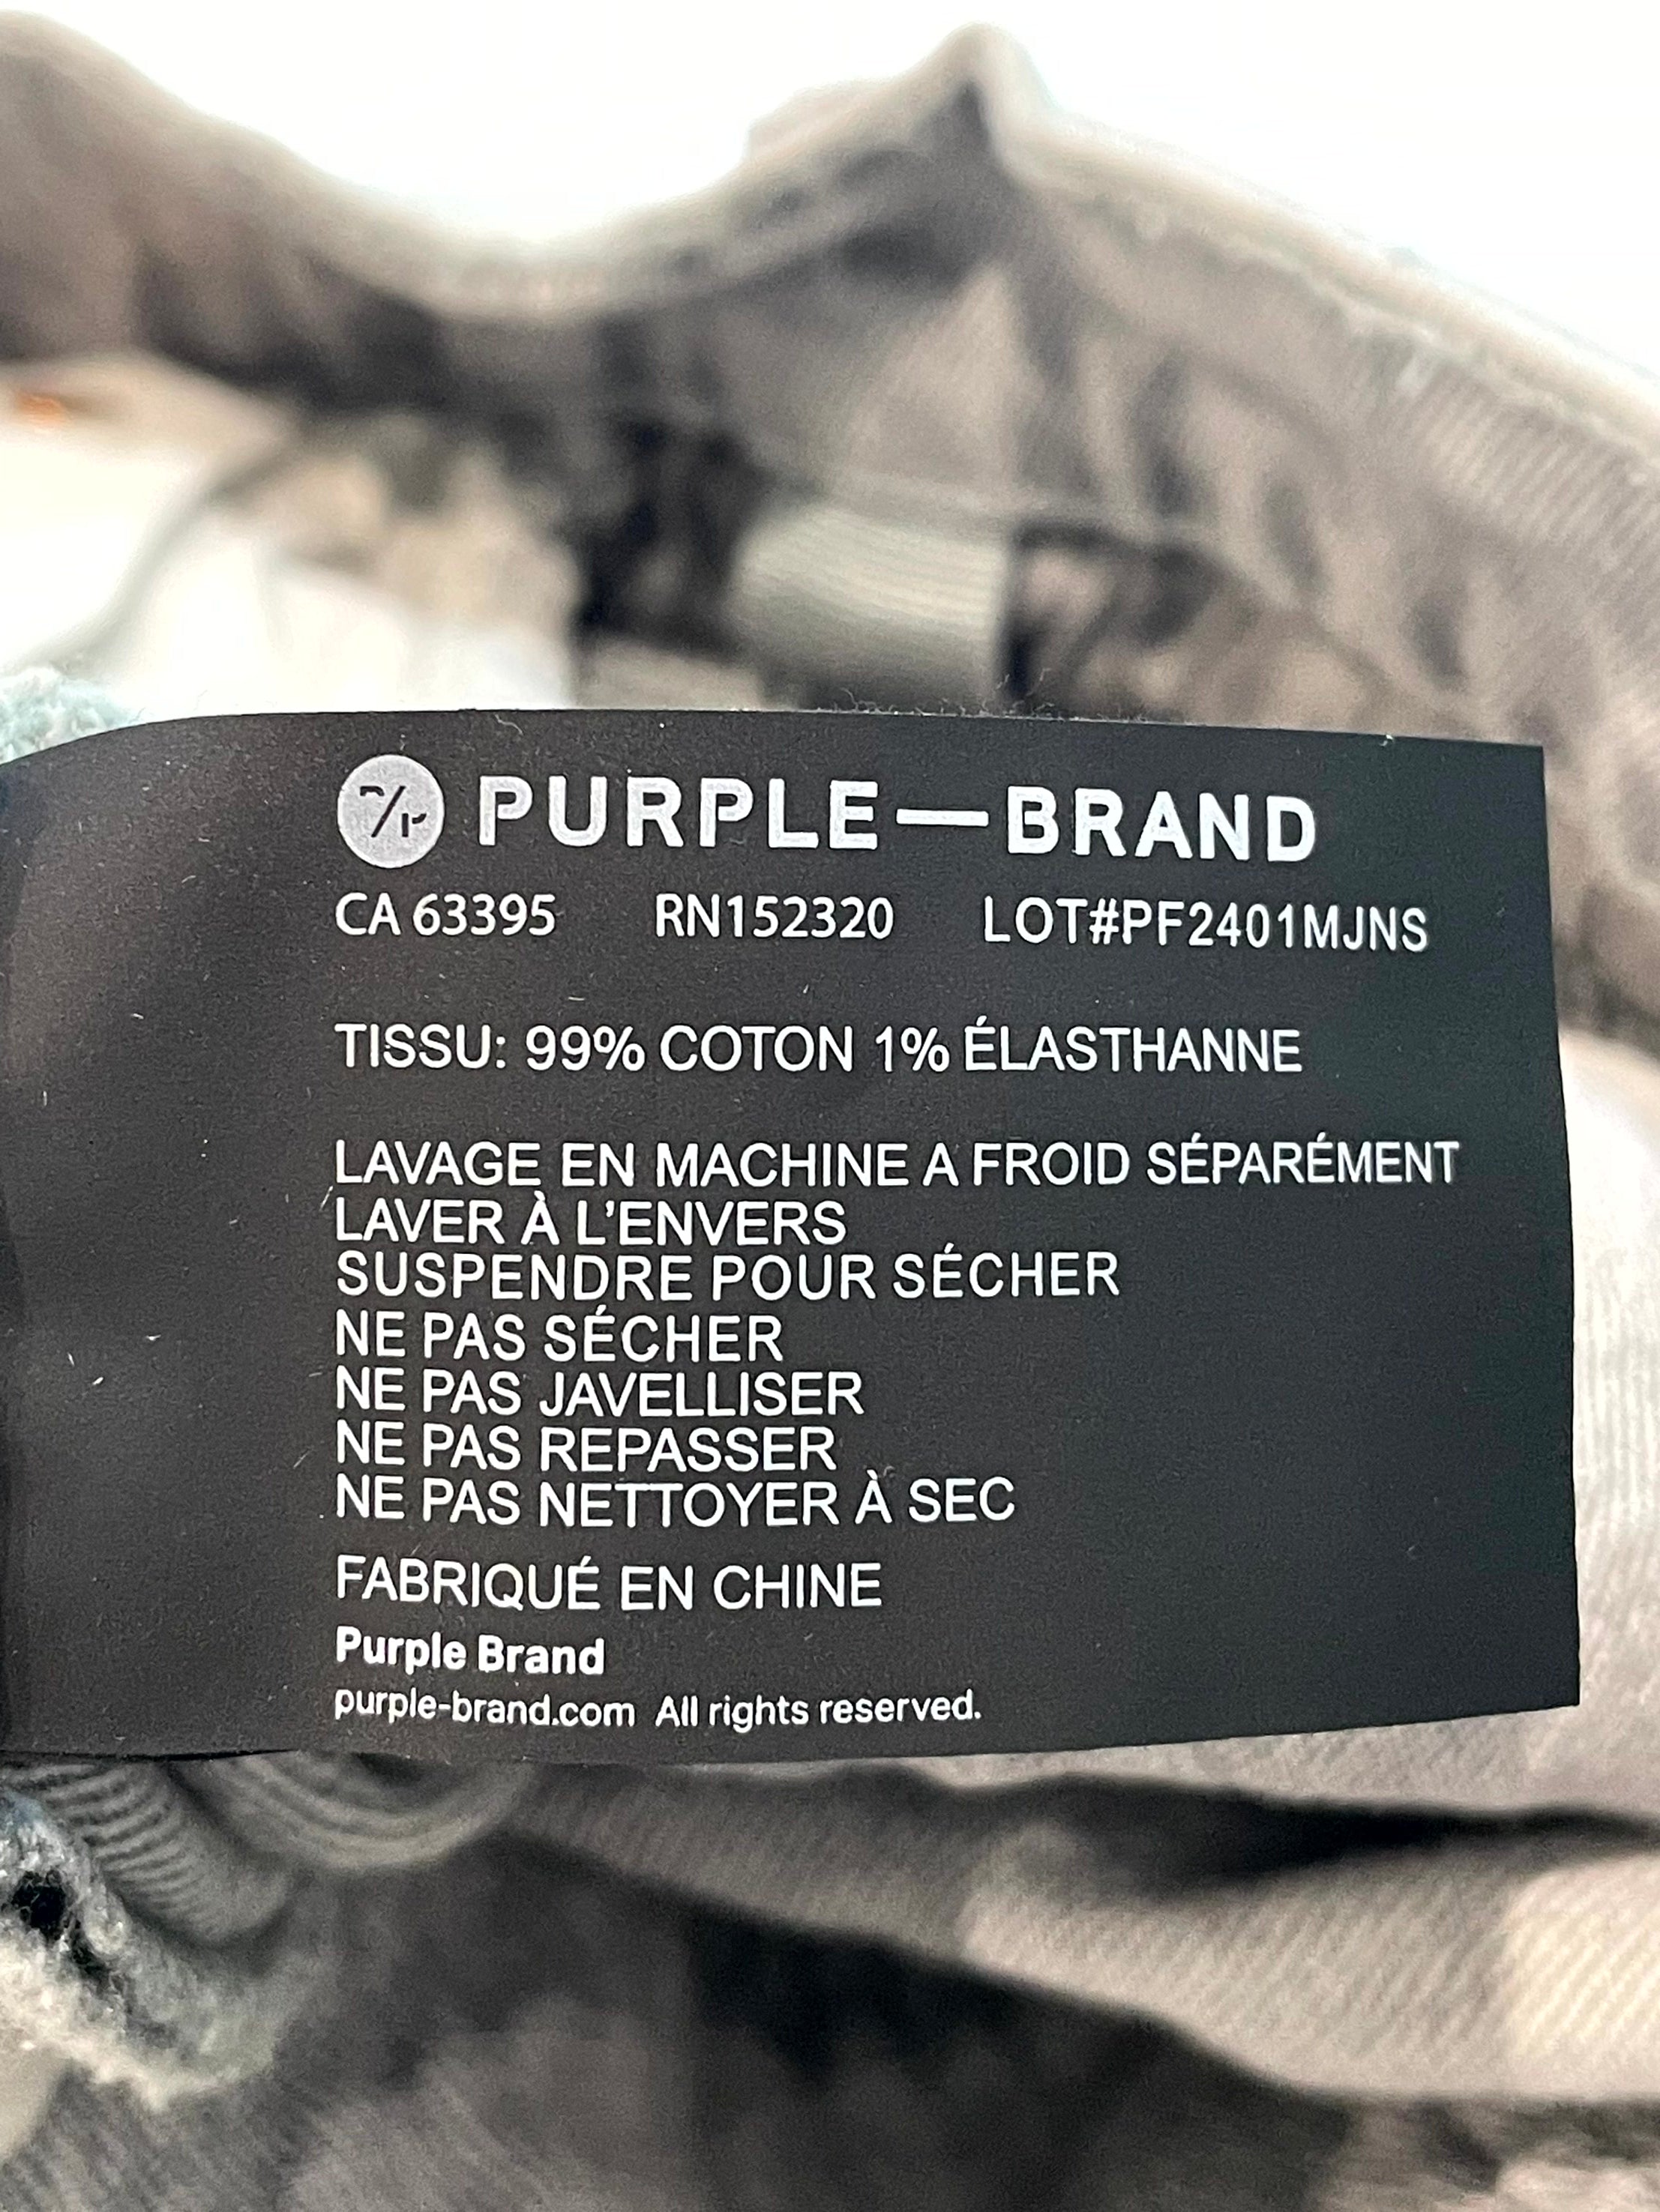 PURPLE—BRAND
CA 63395 RN152320 LOT#PF2401MJNS
TISSU: 99% COTON 1% ÉLASTHANNE
LAVAGE EN MACHINE A FROID SÉPARÉMENT
LAVER À L'ENVERS
SUSPENDRE POUR SÉCHER
NE PAS SÉCHER
NE PAS JAVELLISER
NE PAS REPASSER
NE PAS NETTOYER À SEC
FABRIQUÉ EN CHINE
Purple Brand
purple-brand.com All rights reserved.